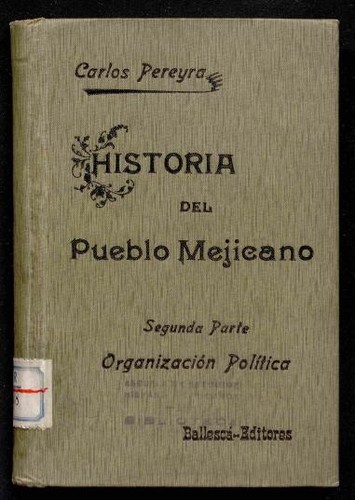 Carlos Pereyra
HISTORIA
DEL
Pueblo Mejicano
Segunda Parte
Organización Política
Ballescá--Editores